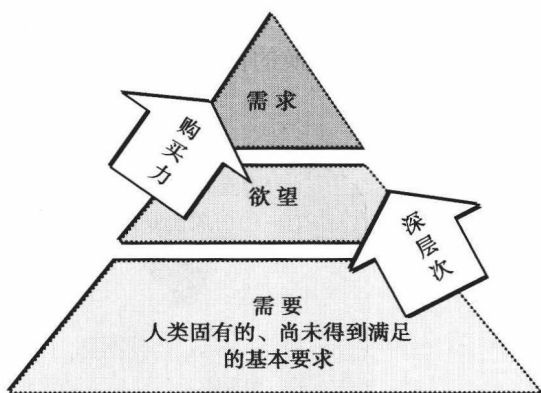 需求
购买力
欲望
深层次
需要
人类固有的、尚未得到满足
的基本要求